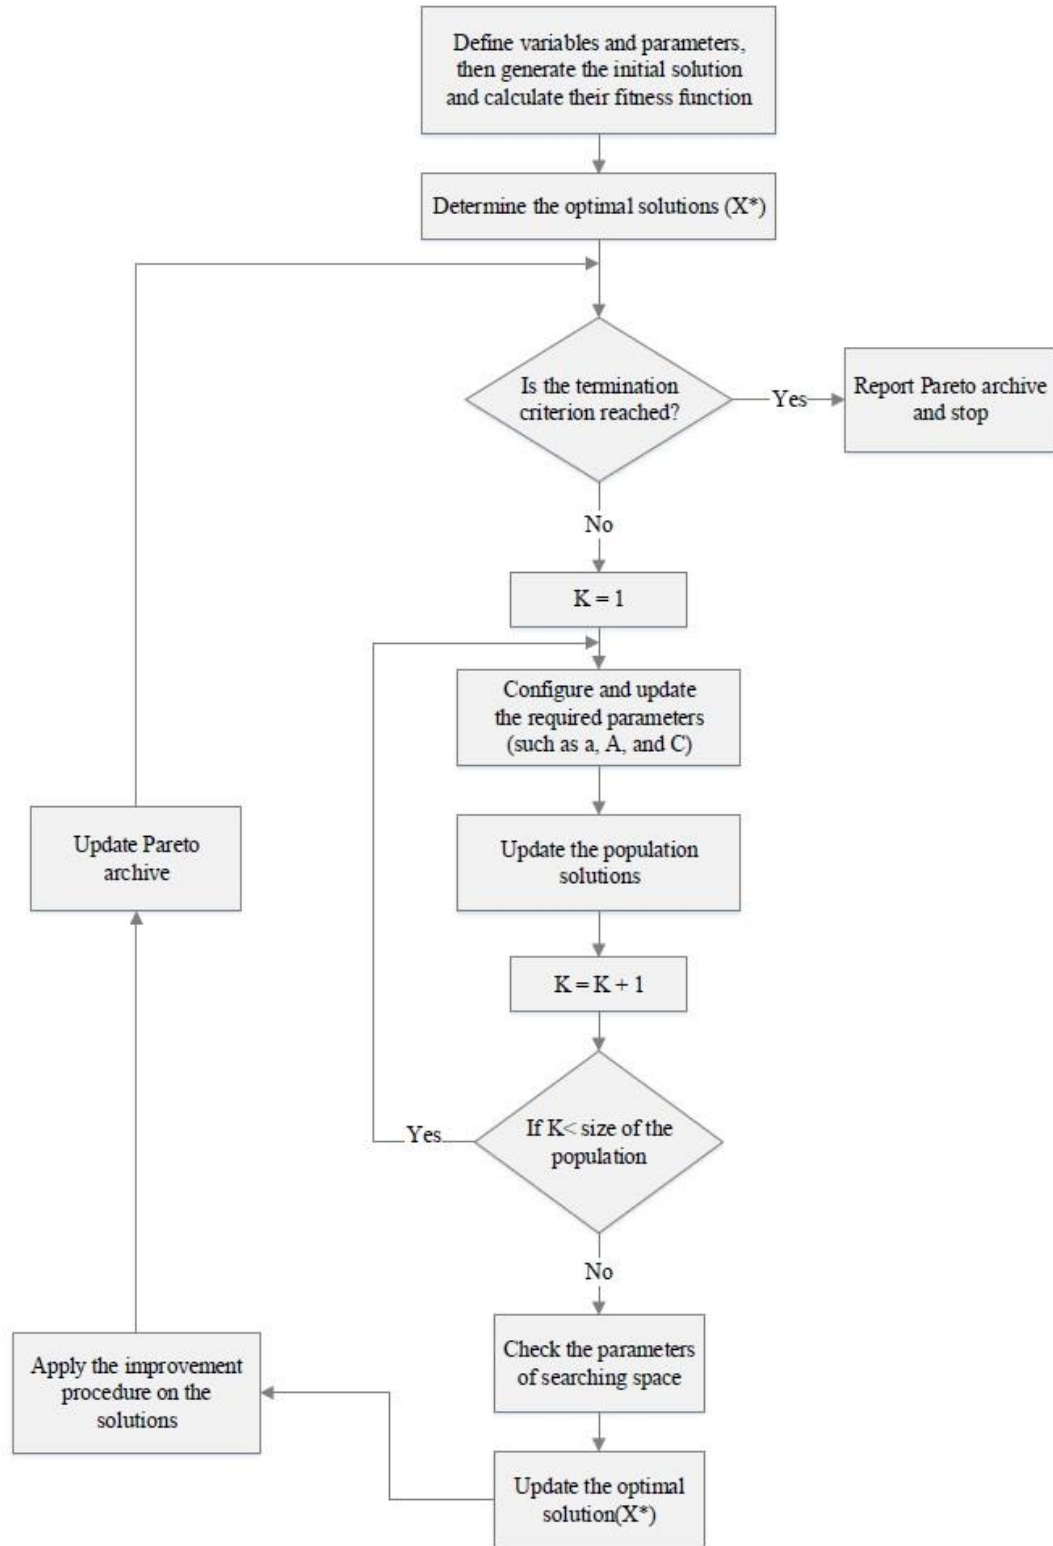 Define variables and parameters,
then generate the initial solution
and calculate their fitness function
Determine the optimal solutions (X*)
Is the termination
criterion reached?
Yes
Report Pareto archive
and stop
No
K = 1
Configure and update
the required parameters
(such as a, A, and C)
Update the population
solutions
K = K + 1
If K< size of the
population
Yes
No
Check the parameters
of searching space
Update the optimal
solution(X*)
Apply the improvement
procedure on the
solutions
Update Pareto
archive